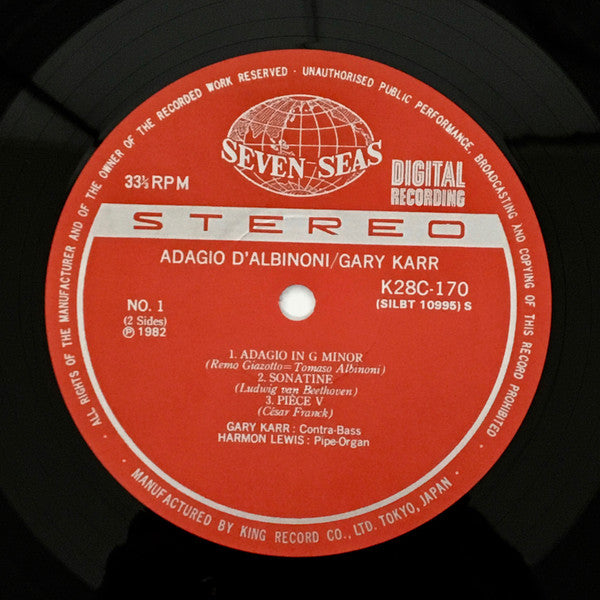 ALL RIGHTS OF THE MANUFACTURER AND OF THE OWNER OF THE RECORDED WORK RESERVED · UNAUTHORISED PUBLIC PERFORMANCE, BROADCASTING AND COPYING OF THIS RECORD PROHIBITED
SEVEN SEAS
33⅓RPM
DIGITAL
RECORDING
STEREO
ADAGIO D'ALBINONI/GARY KARR
K28C-170
(SILBT 10995) S
NO. 1
(2 Sides)
Ⓟ 1982
1. ADAGIO IN G MINOR
(Remo Giazotto=Tomaso Albinoni)
2. SONATINE
(Ludwig van Beethoven)
3. PIÈCE V
(César Franck)
GARY KARR : Contra-Bass
HARMON LEWIS : Pipe-Organ
· MANUFACTURED BY KING RECORD CO., LTD. TOKYO, JAPAN ·